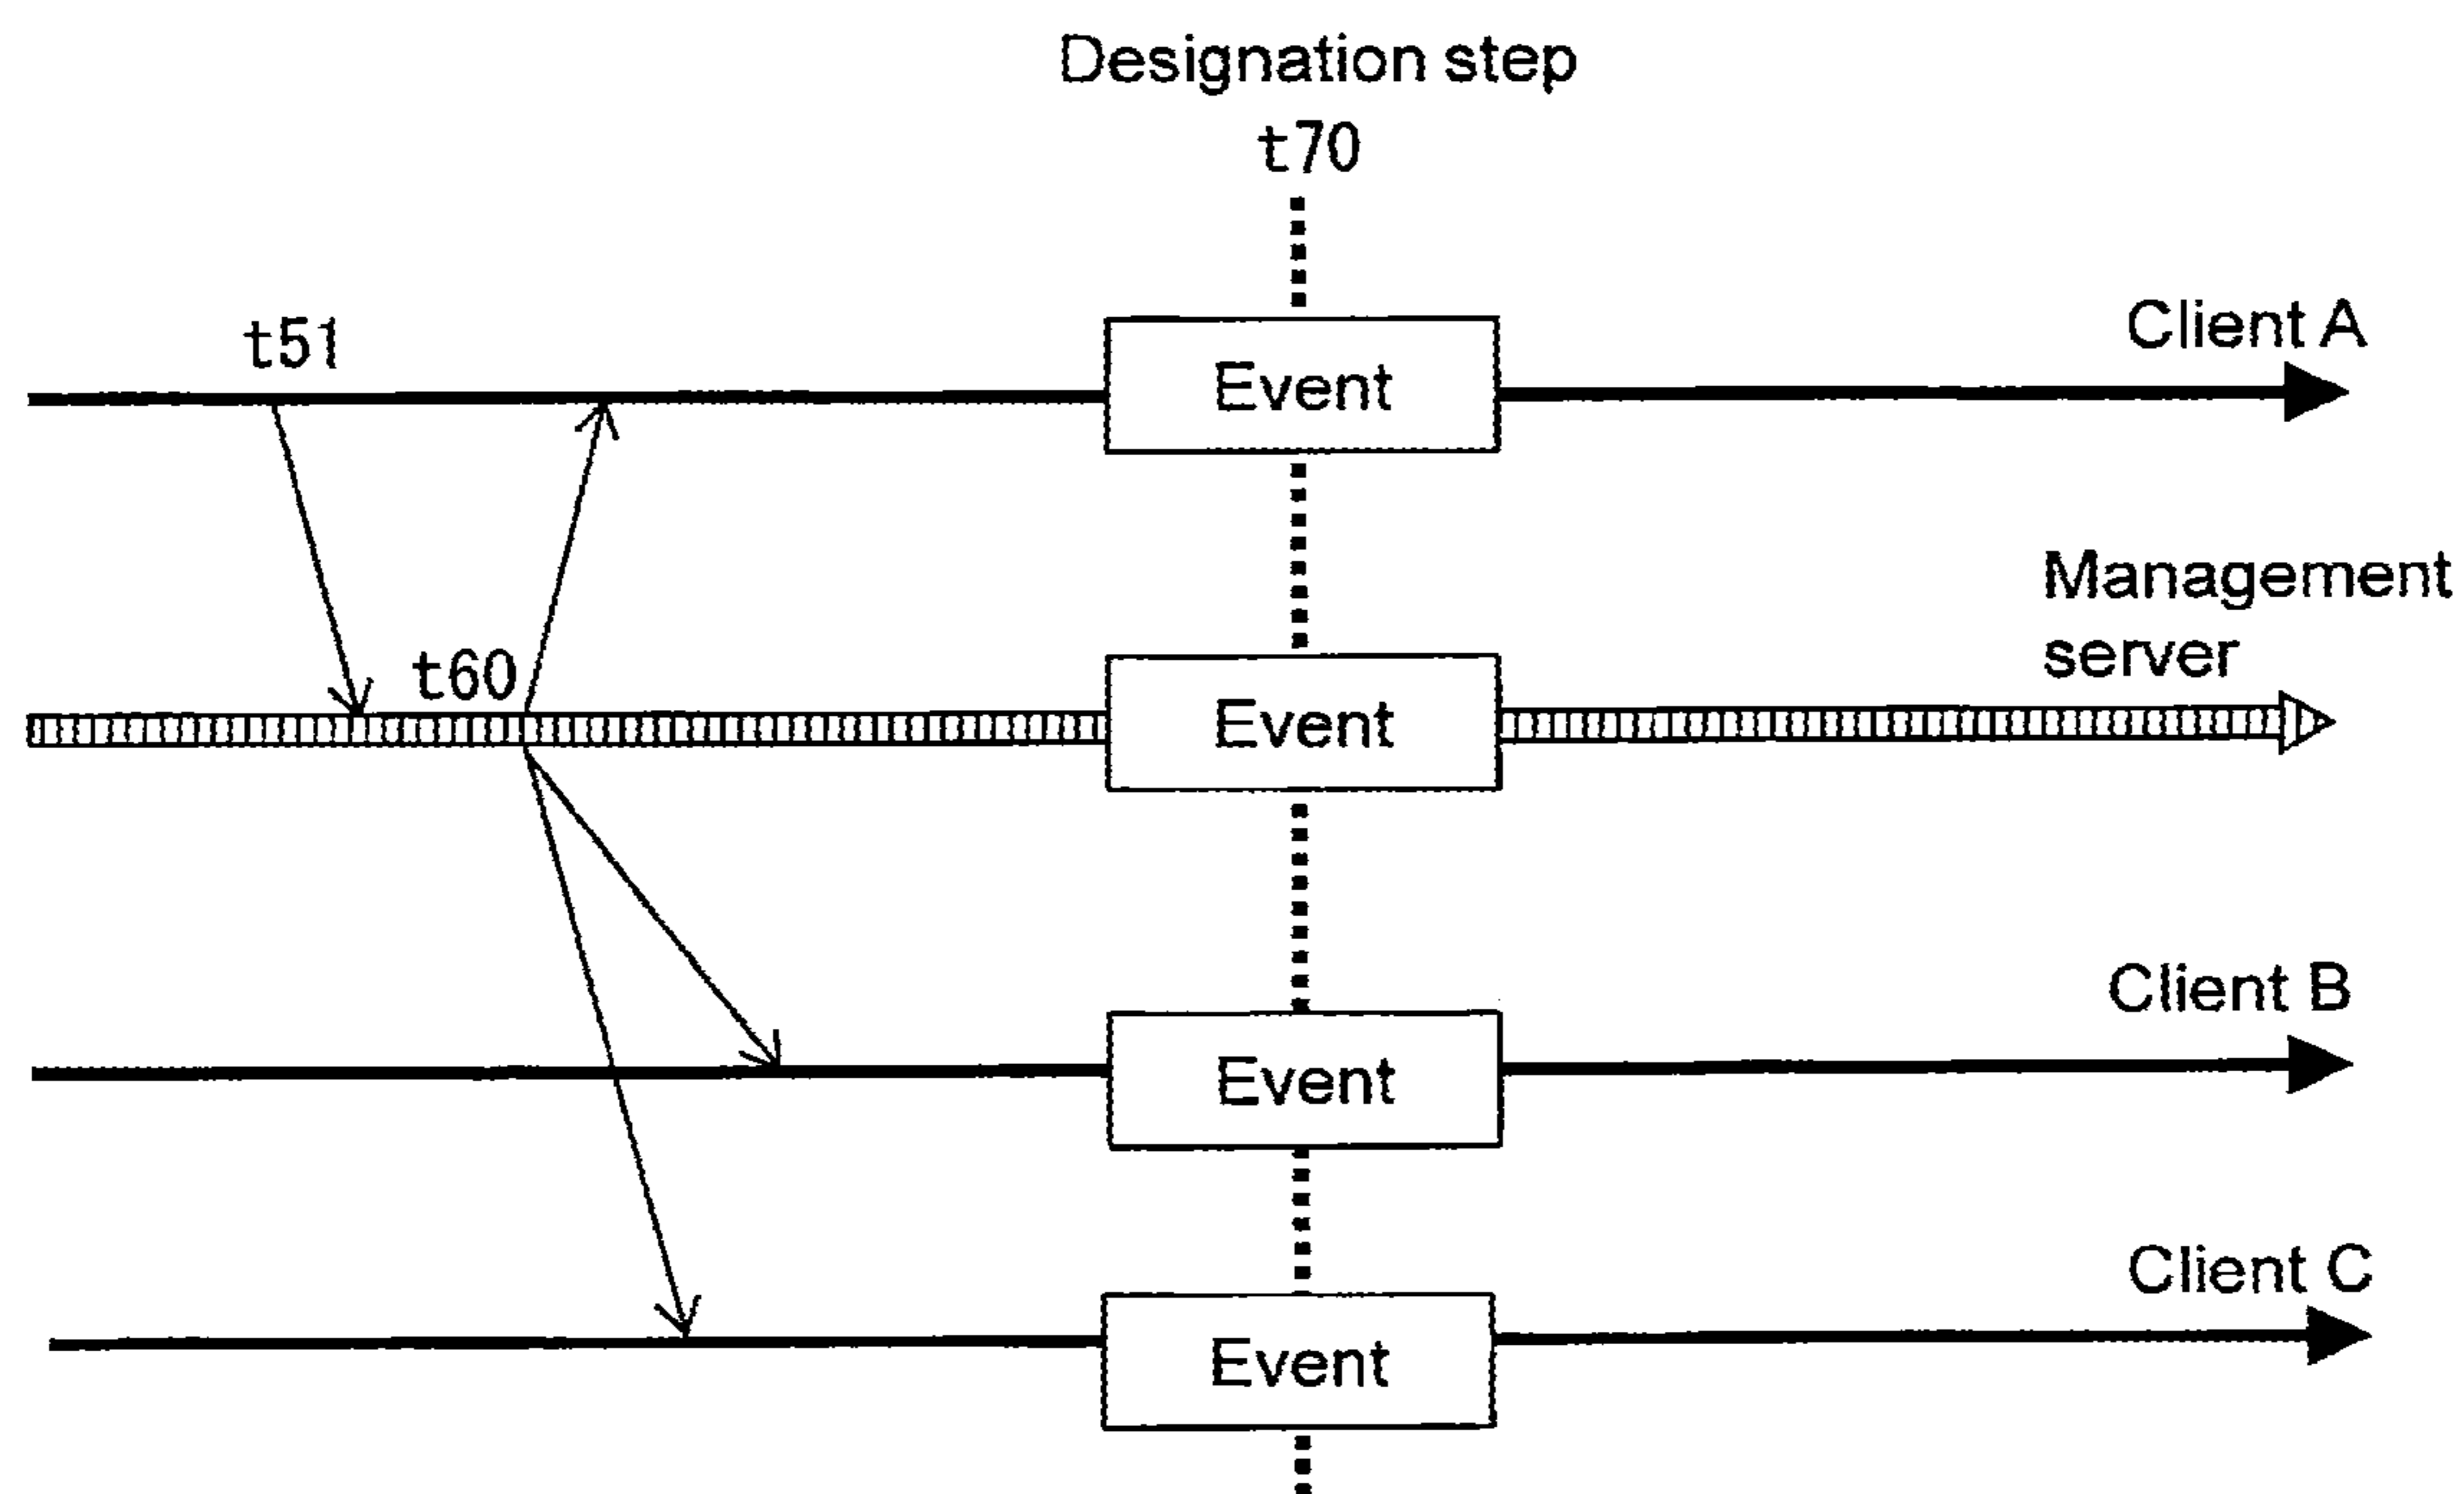 Designation step
t70
Client A
t51
Event
Management
server
t60
Event
Client B
Event
Client C
Event